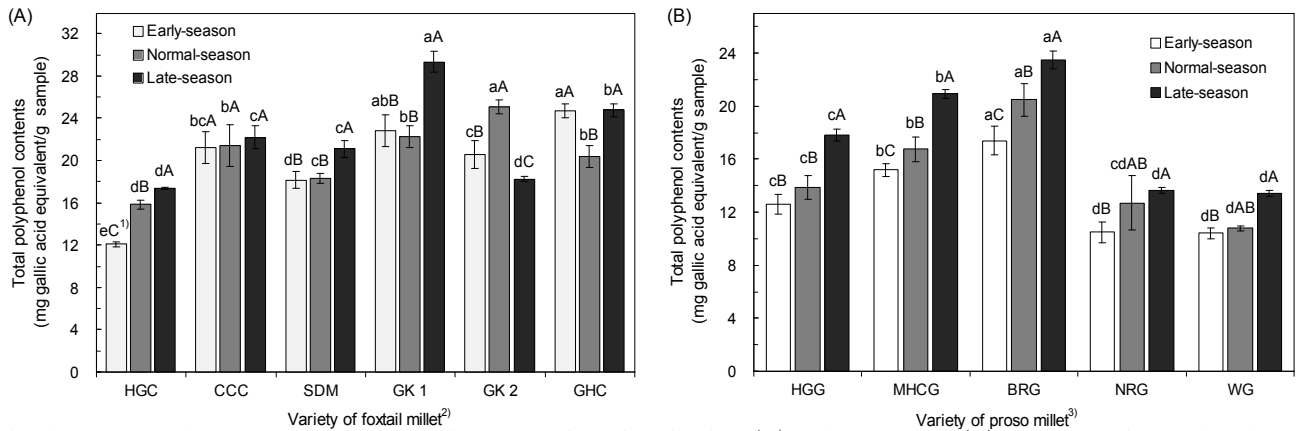 (A)
Total polyphenol contents
(mg gallic acid equivalent/g sample)
32
28
24
20
16
12
8
4
0
Early-season
Normal-season
Late-season
eC1)
dB
dA
bcA
bA
cA
dB
cB
cA
abB
bB
aA
cB
aA
dC
aA
bB
bA
HGC CCC SDM GK 1 GK 2 GHC
Variety of foxtail millet2)
(B)
Total polyphenol contents
(mg gallic acid equivalent/g sample)
24
20
16
12
8
4
0
Early-season
Normal-season
Late-season
cB
cB
cA
bC
bB
bA
aC
aB
aA
dB
cdAB
dA
dB
dAB
dA
HGG MHCG BRG NRG WG
Variety of proso millet3)